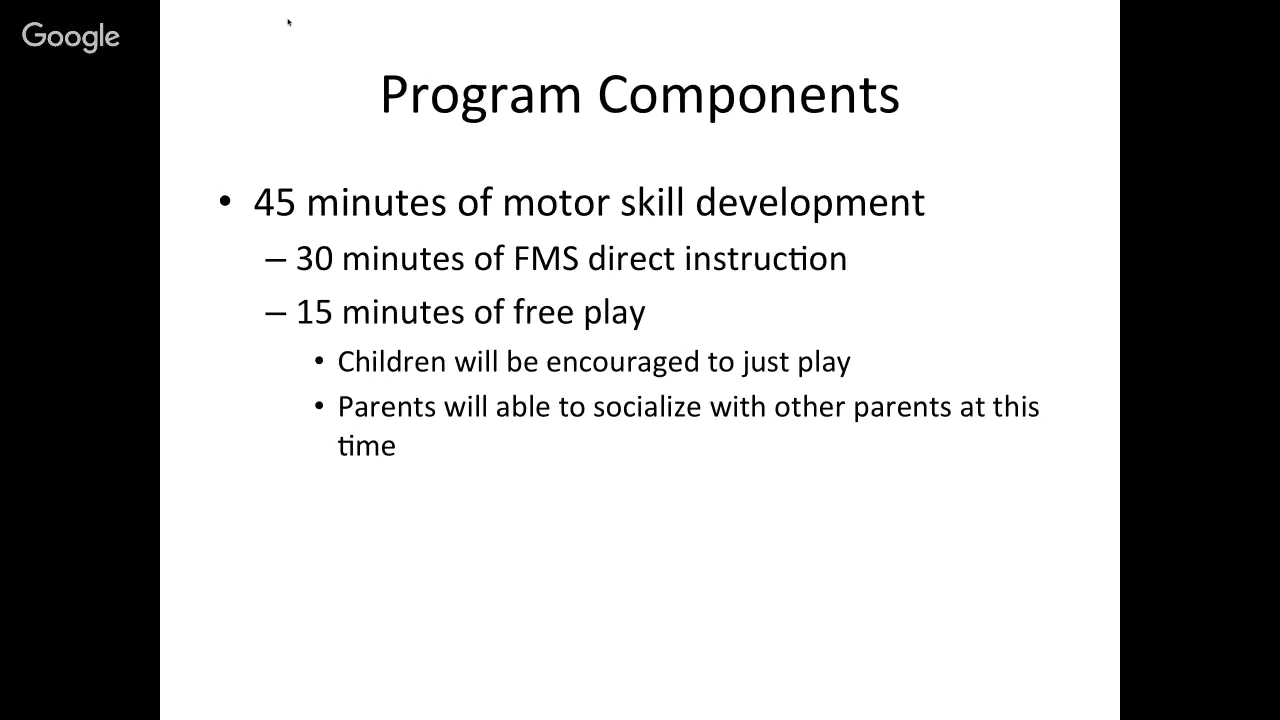 Google
Program Components
• 45 minutes of motor skill development
– 30 minutes of FMS direct instruction
– 15 minutes of free play
• Children will be encouraged to just play
• Parents will able to socialize with other parents at this
time